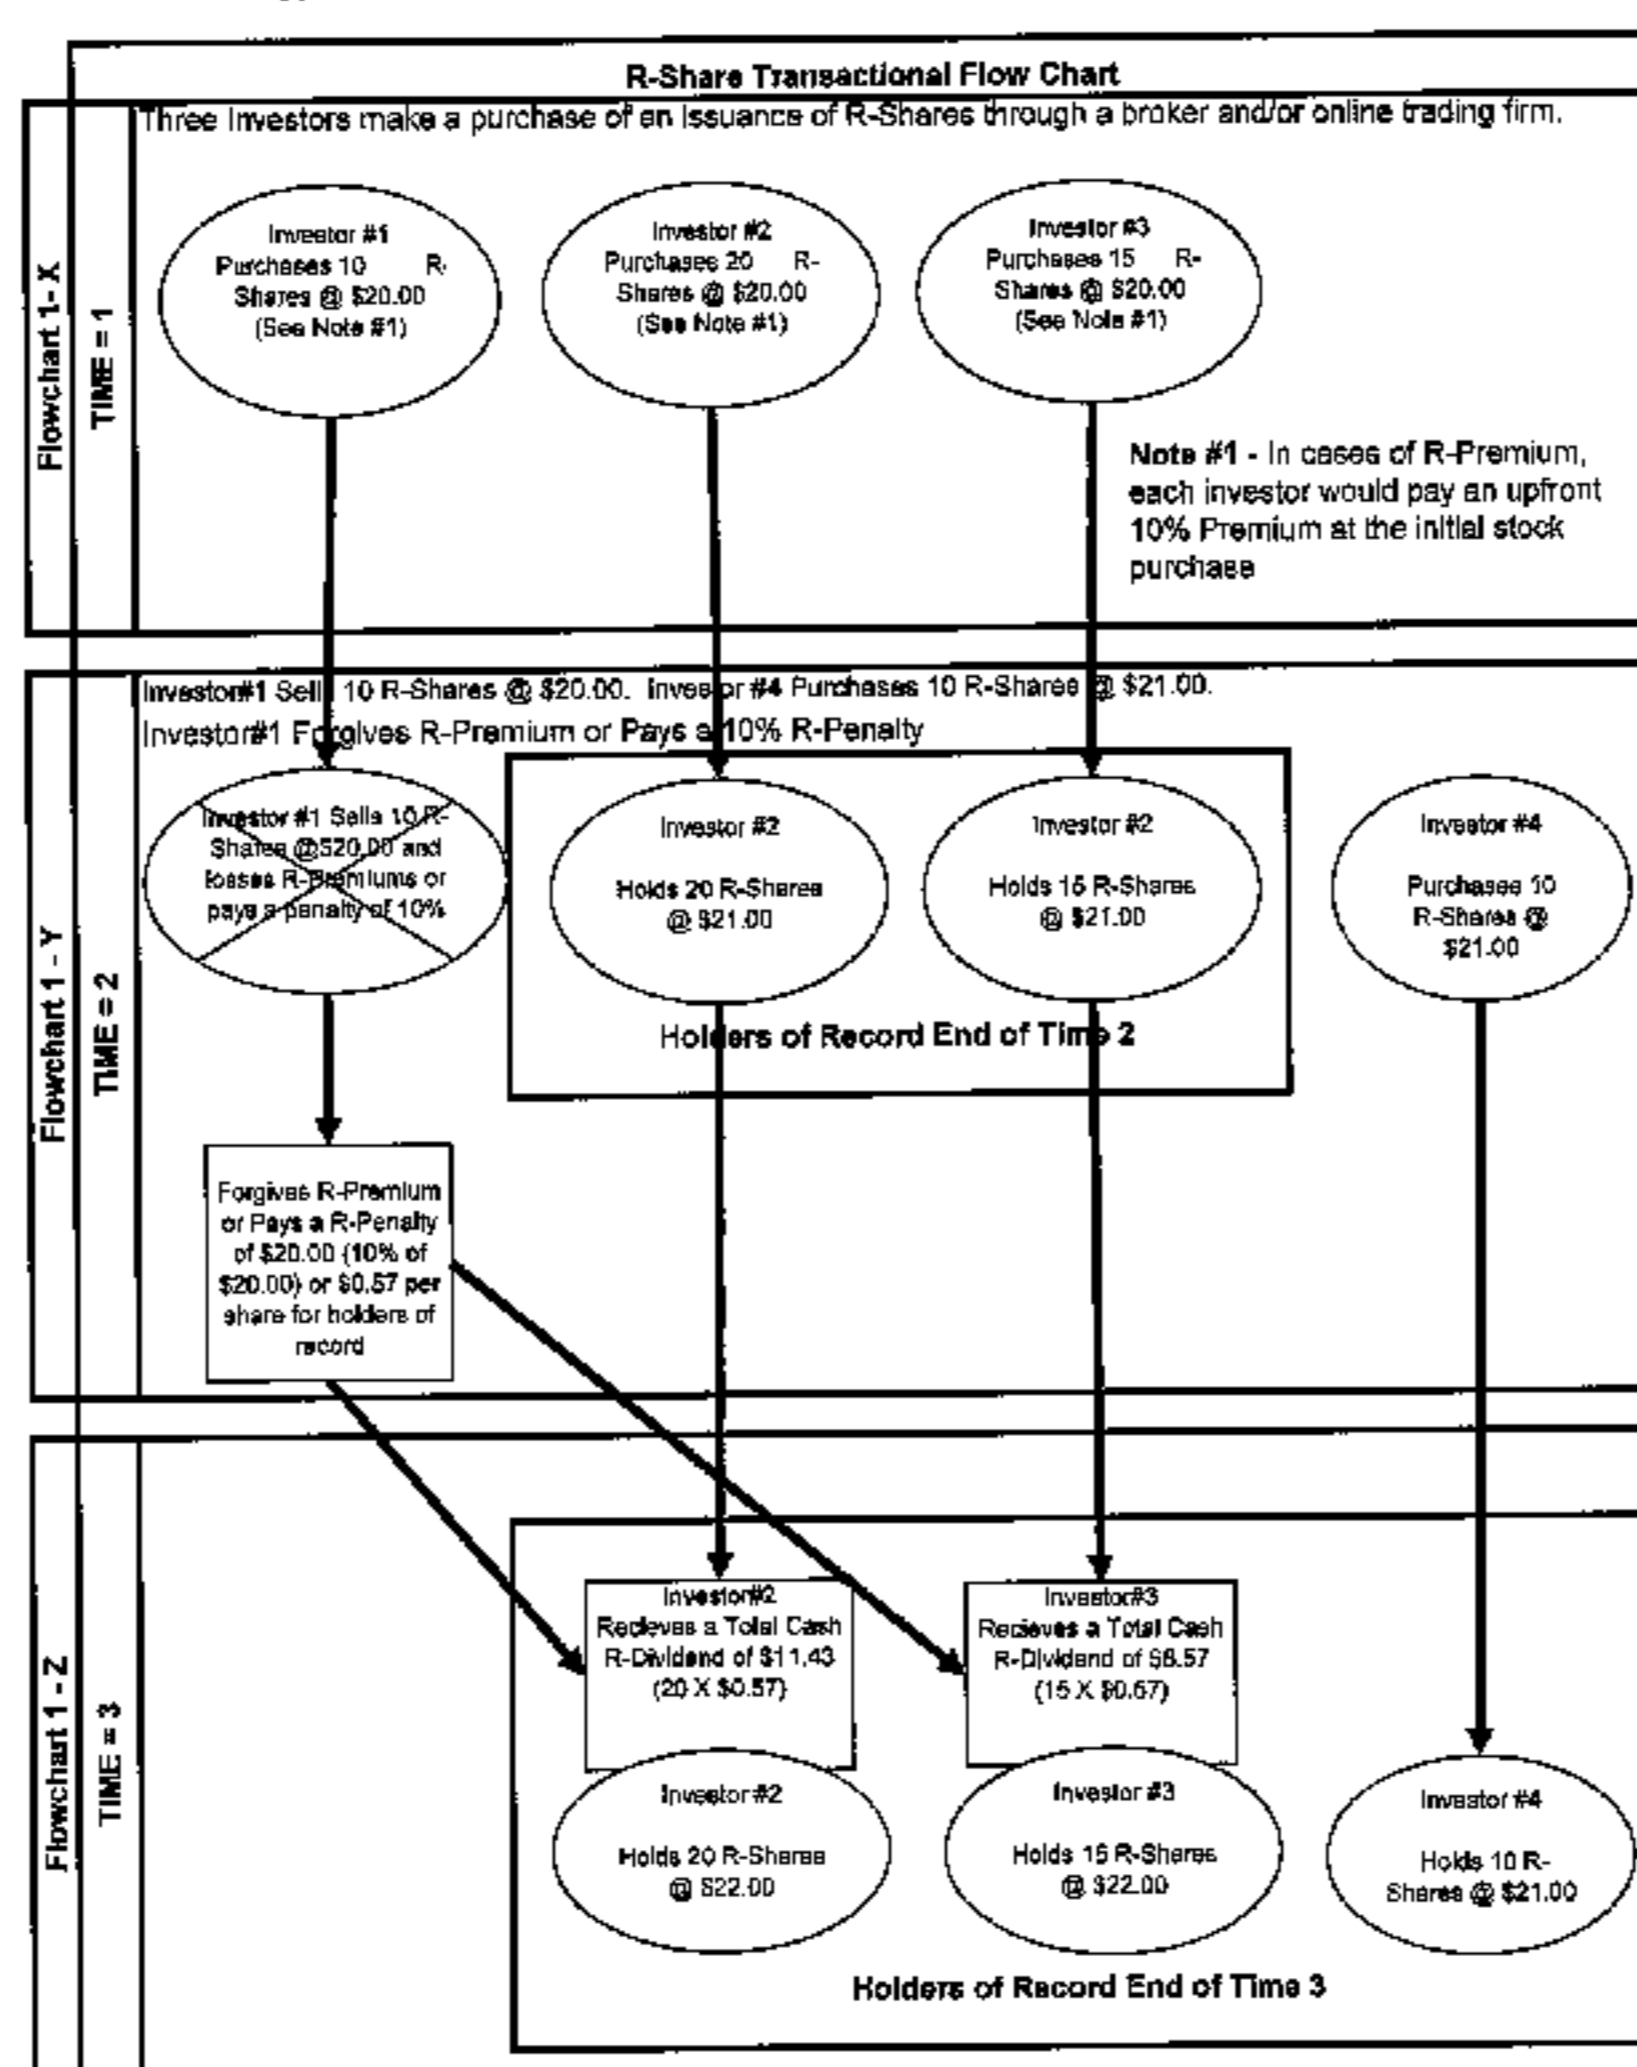 R-Share Transactional Flow Chart
Three Investors make a purchase of an Issuance of R-Shares through a broker and/or online trading firm.
Flowchart 1- X
TIME = 1
Investor #1
Purchases 10 R-
Shares @ $20.00
(See Note #1)
Investor #2
Purchases 20 R-
Shares @ $20.00
(See Note #1)
Investor #3
Purchases 15 R-
Shares @ $20.00
(See Note #1)
Note #1 - In cases of R-Premium,
each investor would pay an upfront
10% Premium at the initial stock
purchase
Flowchart 1 - Y
TIME = 2
Investor#1 Sells 10 R-Shares @ $20.00. Investor #4 Purchases 10 R-Shares @ $21.00.
Investor#1 Forgives R-Premium or Pays a 10% R-Penalty
Investor #1 Sells 10 R-
Shares @$20.00 and
losses R-Premiums or
pays a penalty of 10%
Investor #2
Holds 20 R-Shares
@ $21.00
Investor #2
Holds 15 R-Shares
@ $21.00
Investor #4
Purchases 10
R-Shares @
$21.00
Holders of Record End of Time 2
Forgives R-Premium
or Pays a R-Penalty
of $20.00 (10% of
$20.00) or $0.57 per
share for holders of
record
Flowchart 1 - Z
TIME = 3
Investor#2
Recieves a Total Cash
R-Dividend of $11.43
(20 X $0.57)
Investor#3
Recieves a Total Cash
R-Dividend of $8.57
(15 X $0.57)
Investor #2
Holds 20 R-Shares
@ $22.00
Investor #3
Holds 15 R-Shares
@ $22.00
Investor #4
Holds 10 R-
Shares @ $21.00
Holders of Record End of Time 3